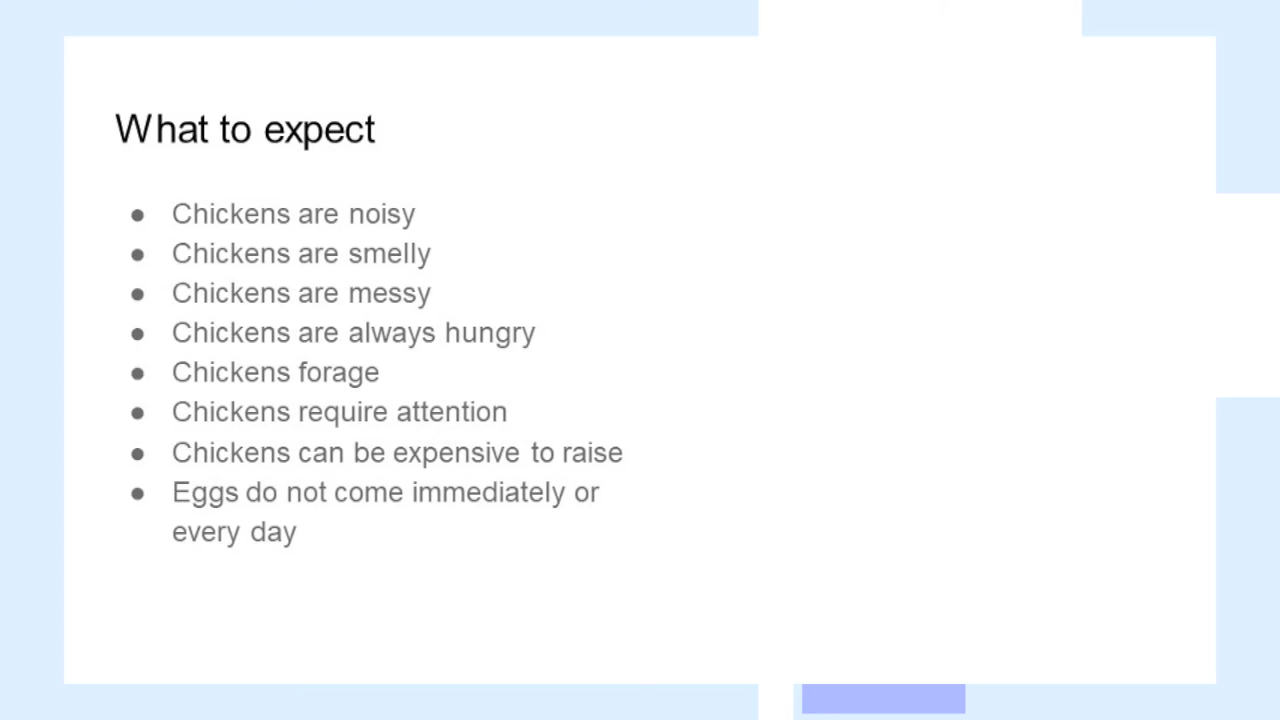 What to expect
● Chickens are noisy
● Chickens are smelly
● Chickens are messy
● Chickens are always hungry
● Chickens forage
● Chickens require attention
● Chickens can be expensive to raise
● Eggs do not come immediately or
every day